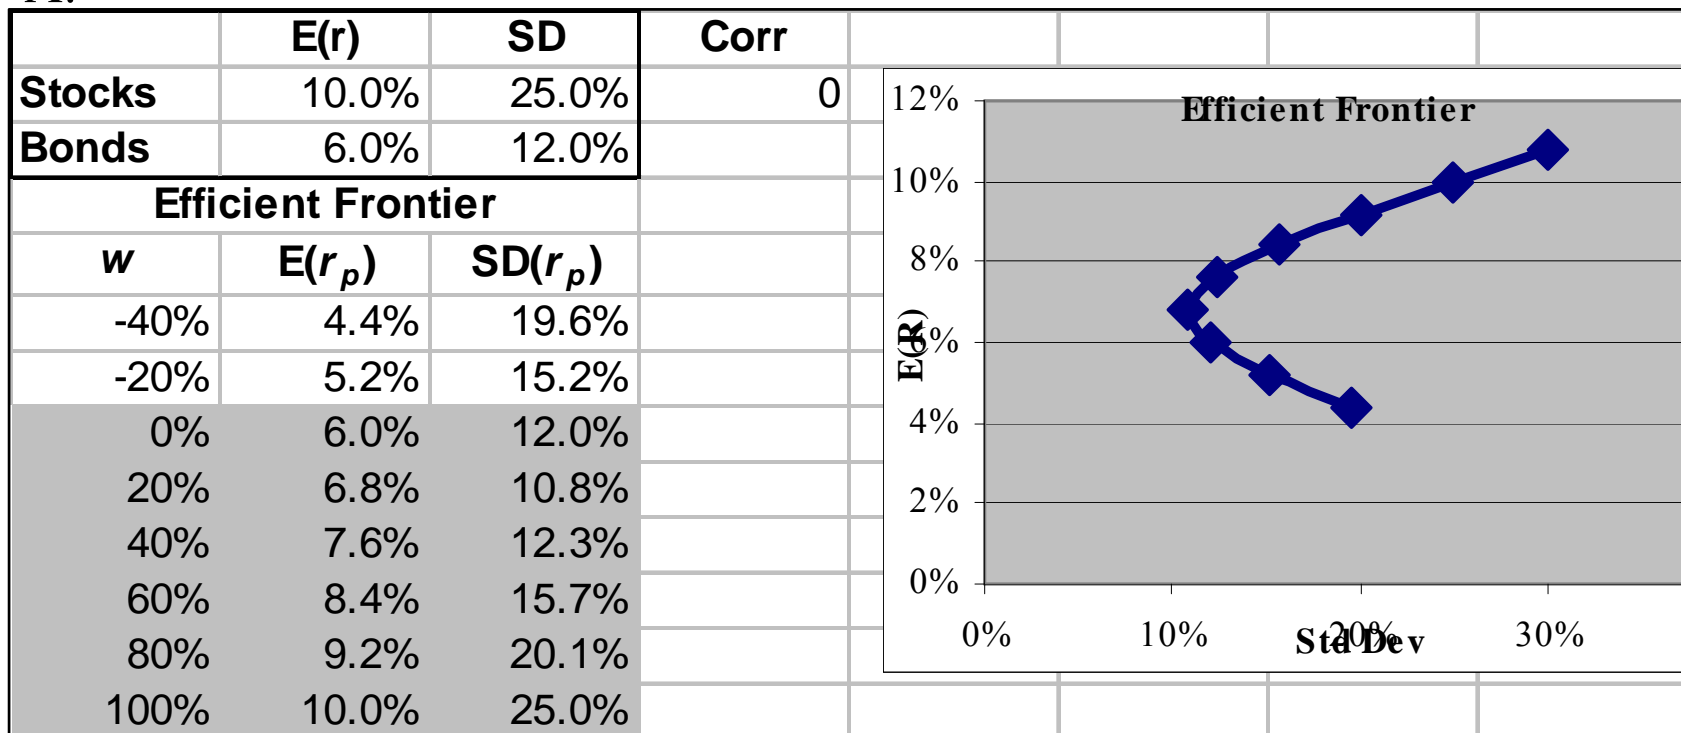 E(r) SD Corr
Stocks 10.0% 25.0% 0
Bonds 6.0% 12.0%
Efficient Frontier
w E(rp) SD(rp)
-40% 4.4% 19.6%
-20% 5.2% 15.2%
0% 6.0% 12.0%
20% 6.8% 10.8%
40% 7.6% 12.3%
60% 8.4% 15.7%
80% 9.2% 20.1%
100% 10.0% 25.0%
Efficient Frontier
12%
10%
8%
6%
4%
2%
0%
E(R)
0% 10% 20% 30%
Std Dev